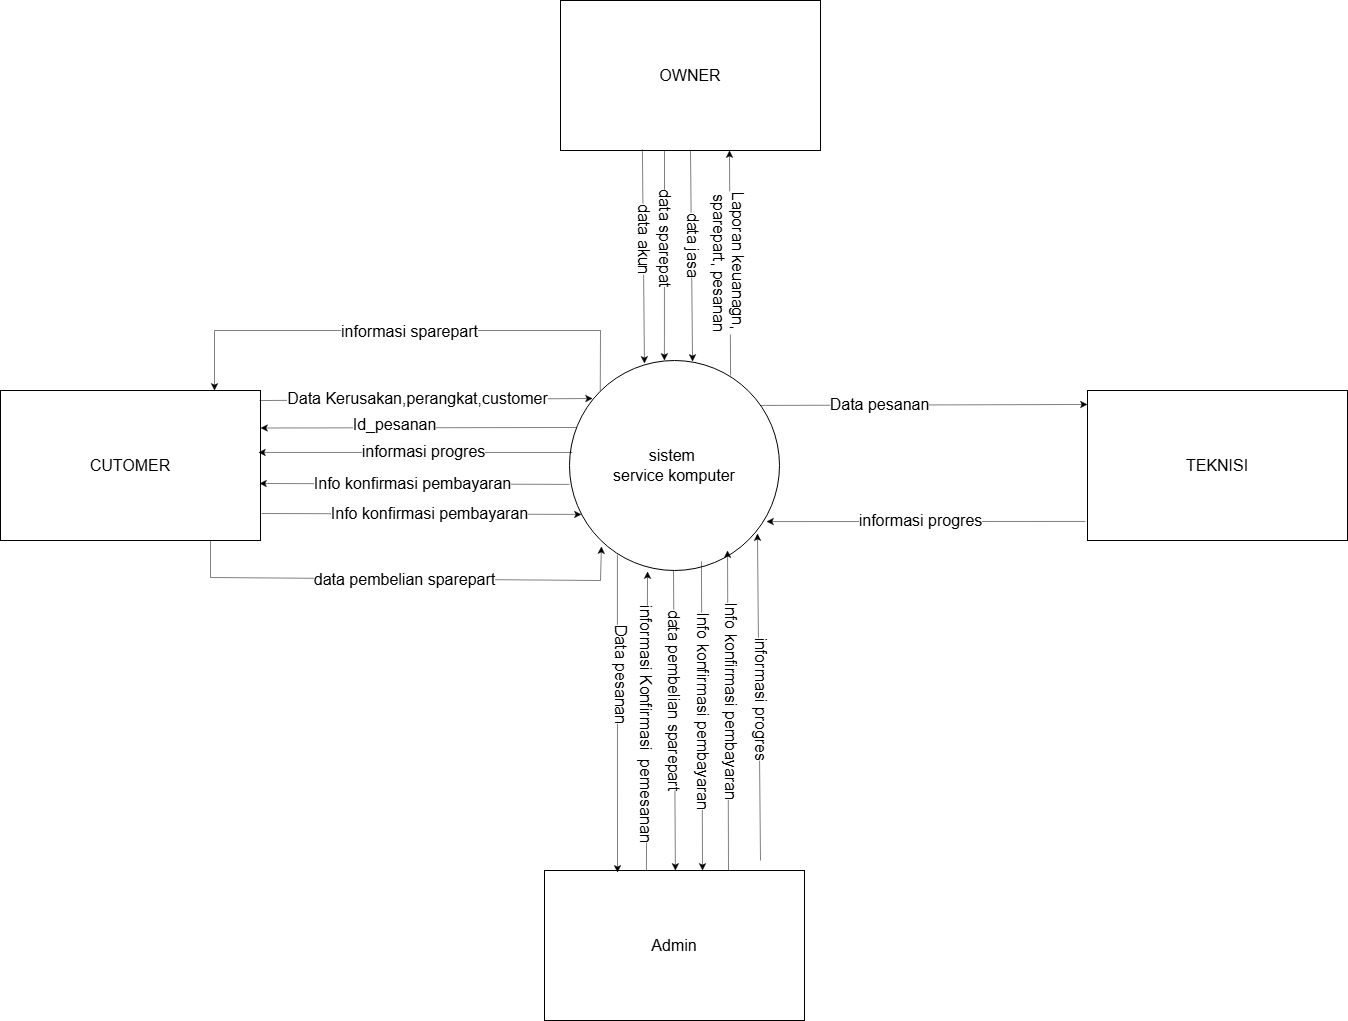 OWNER
data akun
data sparepat
data jasa
Laporan keuanagn,
sparepart, pesanan
informasi sparepart
Data Kerusakan,perangkat,customer
Id_pesanan
informasi progres
Info konfirmasi pembayaran
Info konfirmasi pembayaran
data pembelian sparepart
CUTOMER
sistem
service komputer
Data pesanan
TEKNISI
informasi progres
Data pesanan
informasi Konfirmasi  pemesanan
data pembelian sparepart
Info konfirmasi pembayaran
Info konfirmasi pembayaran
informasi progres
Admin